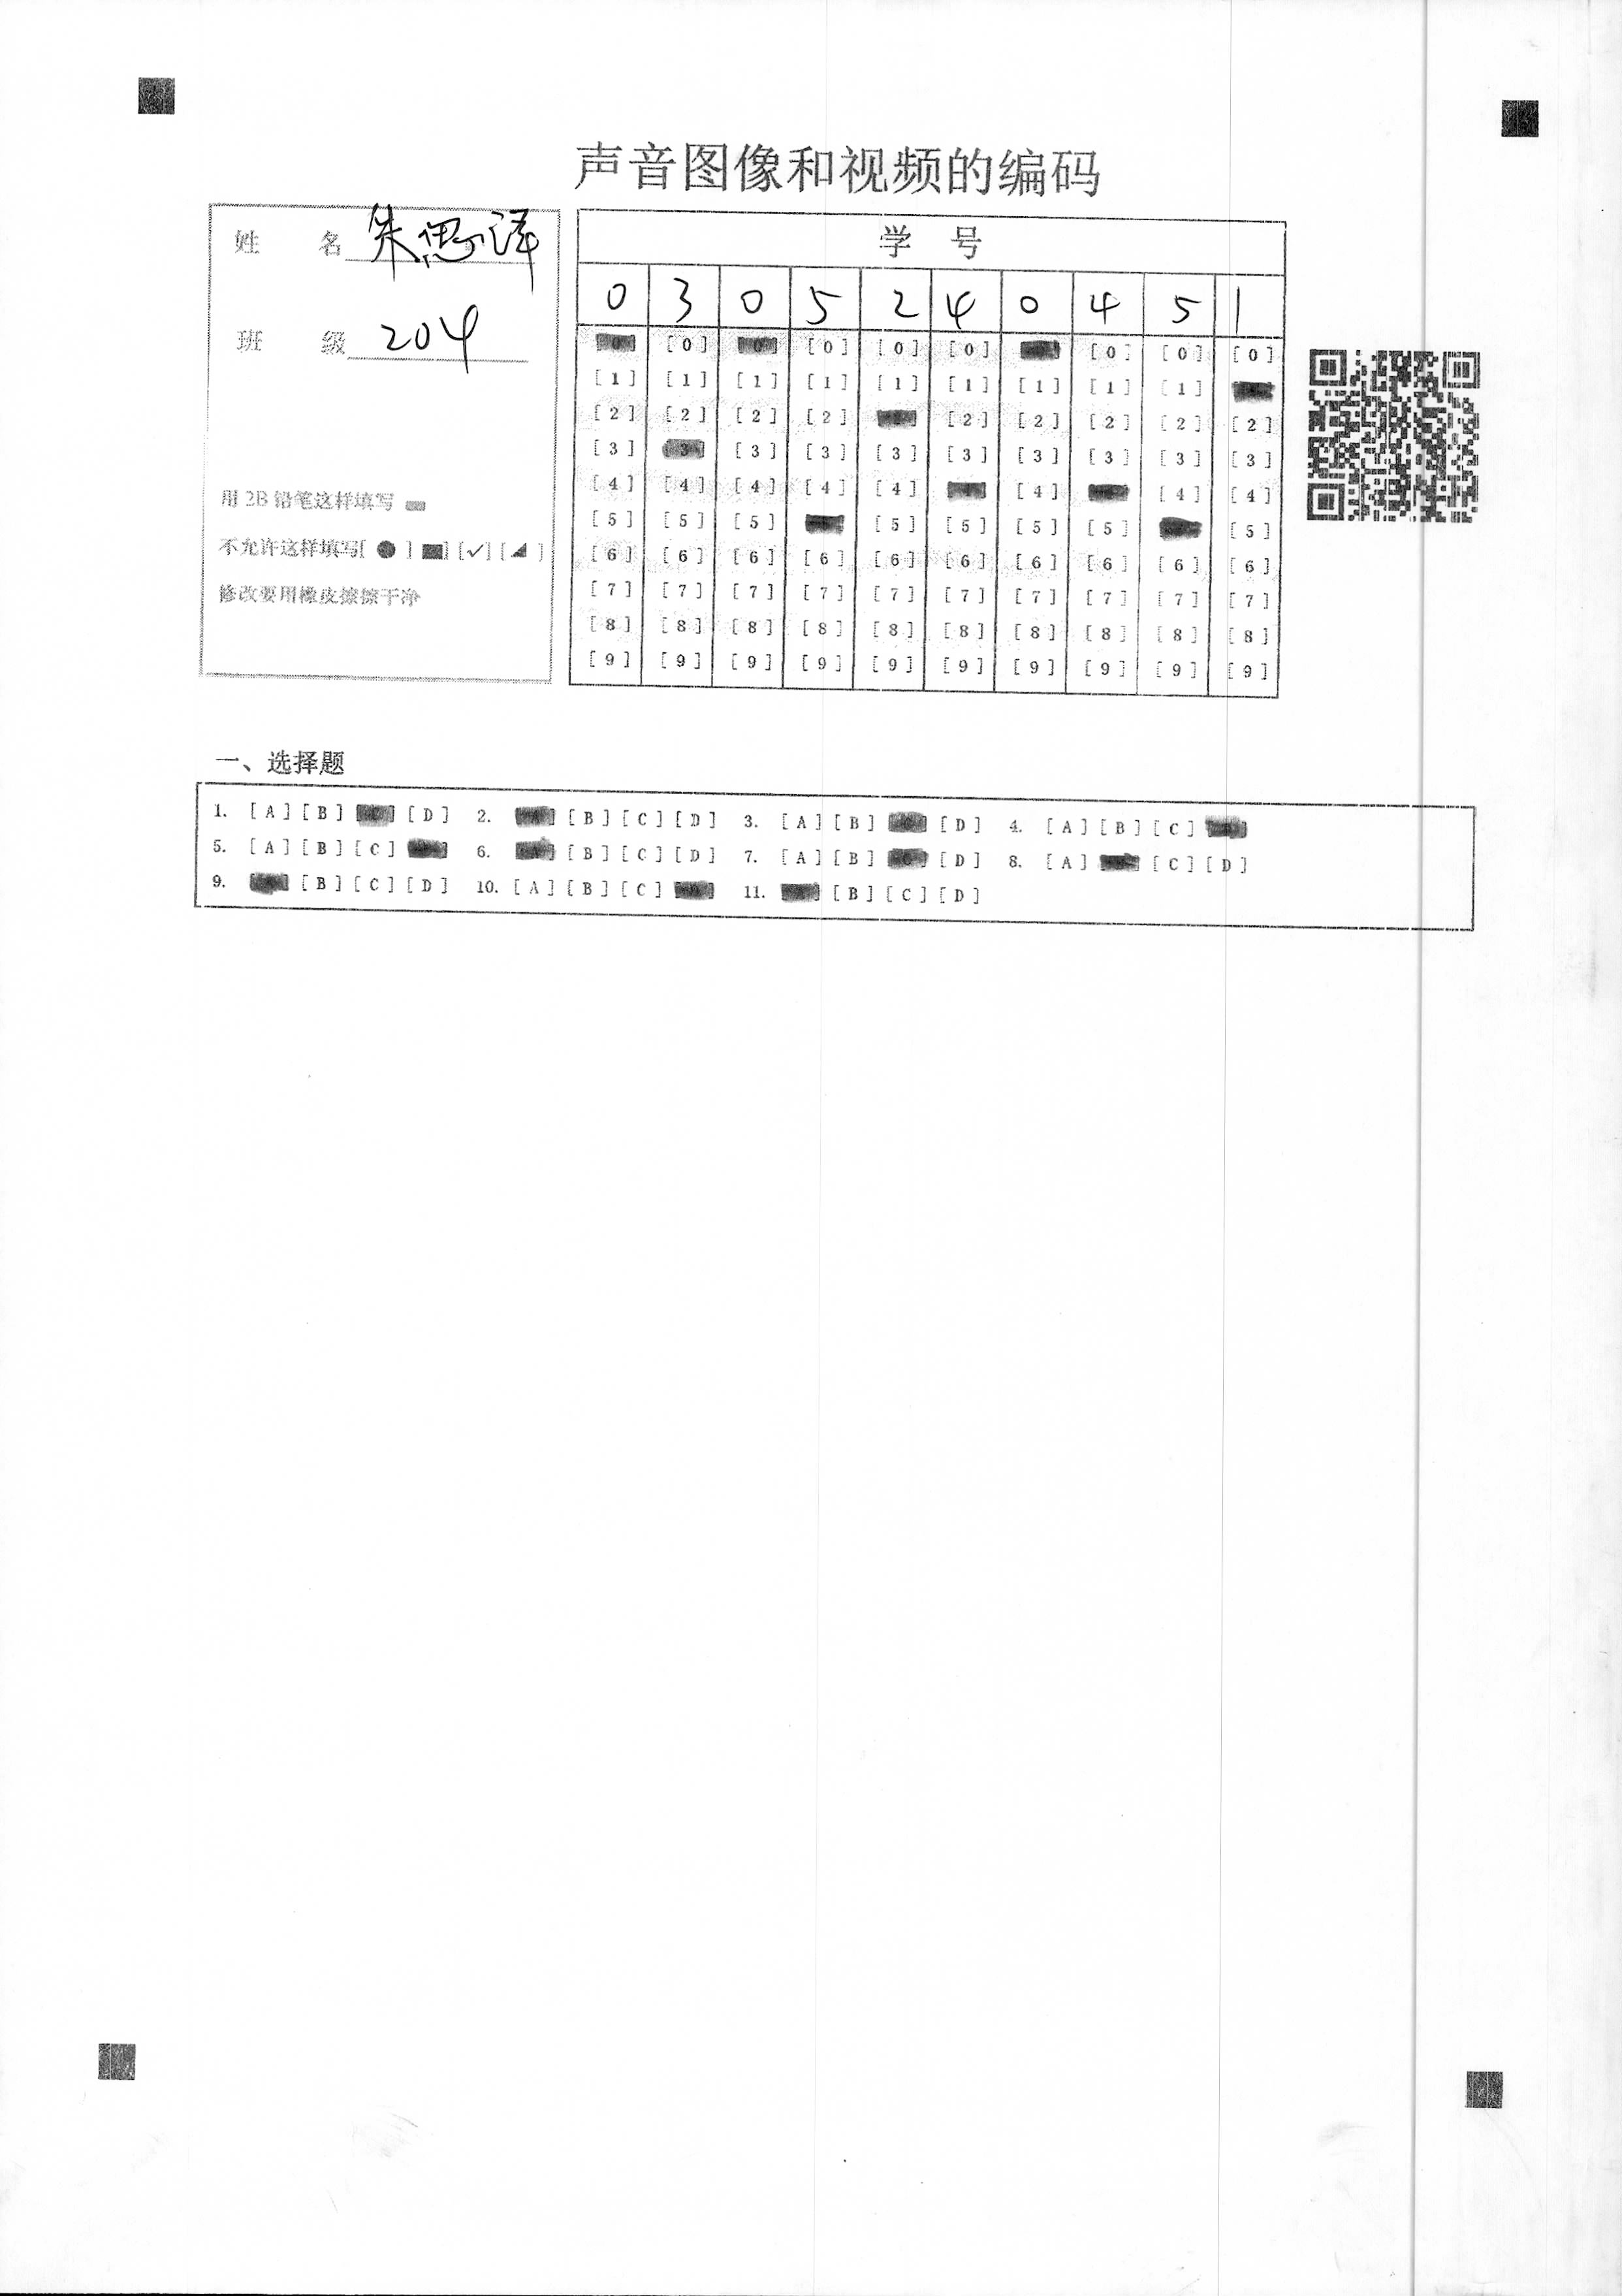 声音图像和视频的编码
姓 名 朱思泽
班 级 204
用 2B 铅笔这样填写
不允许这样填写[ ● ] ■] [✓] [◢ ]
修改要用橡皮擦擦干净
学 号
0 3 0 5 2 4 0 4 5 1
[0] [0] [0] [0] [0] [0] [0] [0]
[1] [1] [1] [1] [1] [1] [1] [1] [1]
[2] [2] [2] [2] [2] [2] [2] [2] [2]
[3] [3] [3] [3] [3] [3] [3] [3] [3] [3]
[4] [4] [4] [4] [4] [4] [4] [4]
[5] [5] [5] [5] [5] [5] [5] [5]
[6] [6] [6] [6] [6] [6] [6] [6] [6] [6]
[7] [7] [7] [7] [7] [7] [7] [7] [7] [7]
[8] [8] [8] [8] [8] [8] [8] [8] [8] [8]
[9] [9] [9] [9] [9] [9] [9] [9] [9] [9]
一、选择题
1. [A] [B] [D] 2. [B] [C] [D] 3. [A] [B] [D] 4. [A] [B] [C]
5. [A] [B] [C] 6. [A] [B] [C] [D] 7. [A] [B] [D] 8. [A] [C] [D]
9. [B] [C] [D] 10. [A] [B] [C] 11. [B] [C] [D]